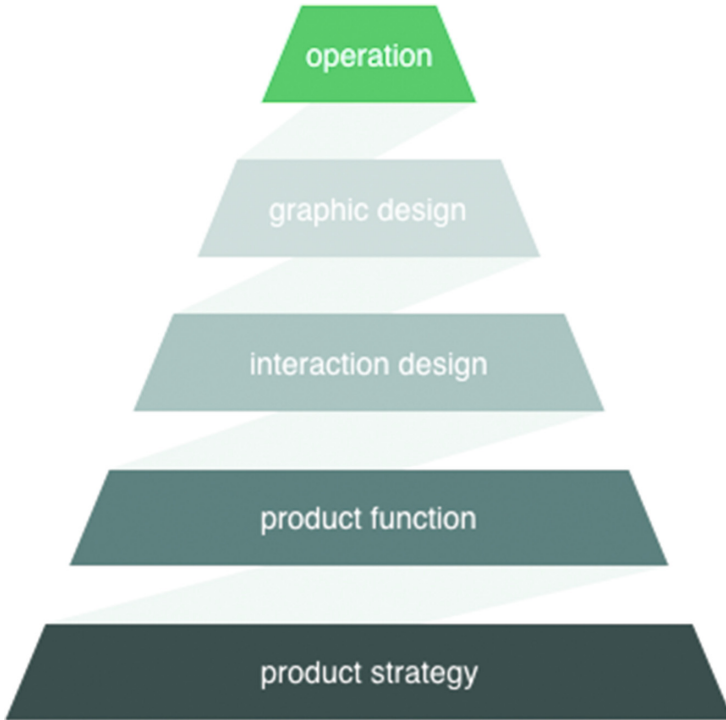 operation
graphic design
interaction design
product function
product strategy